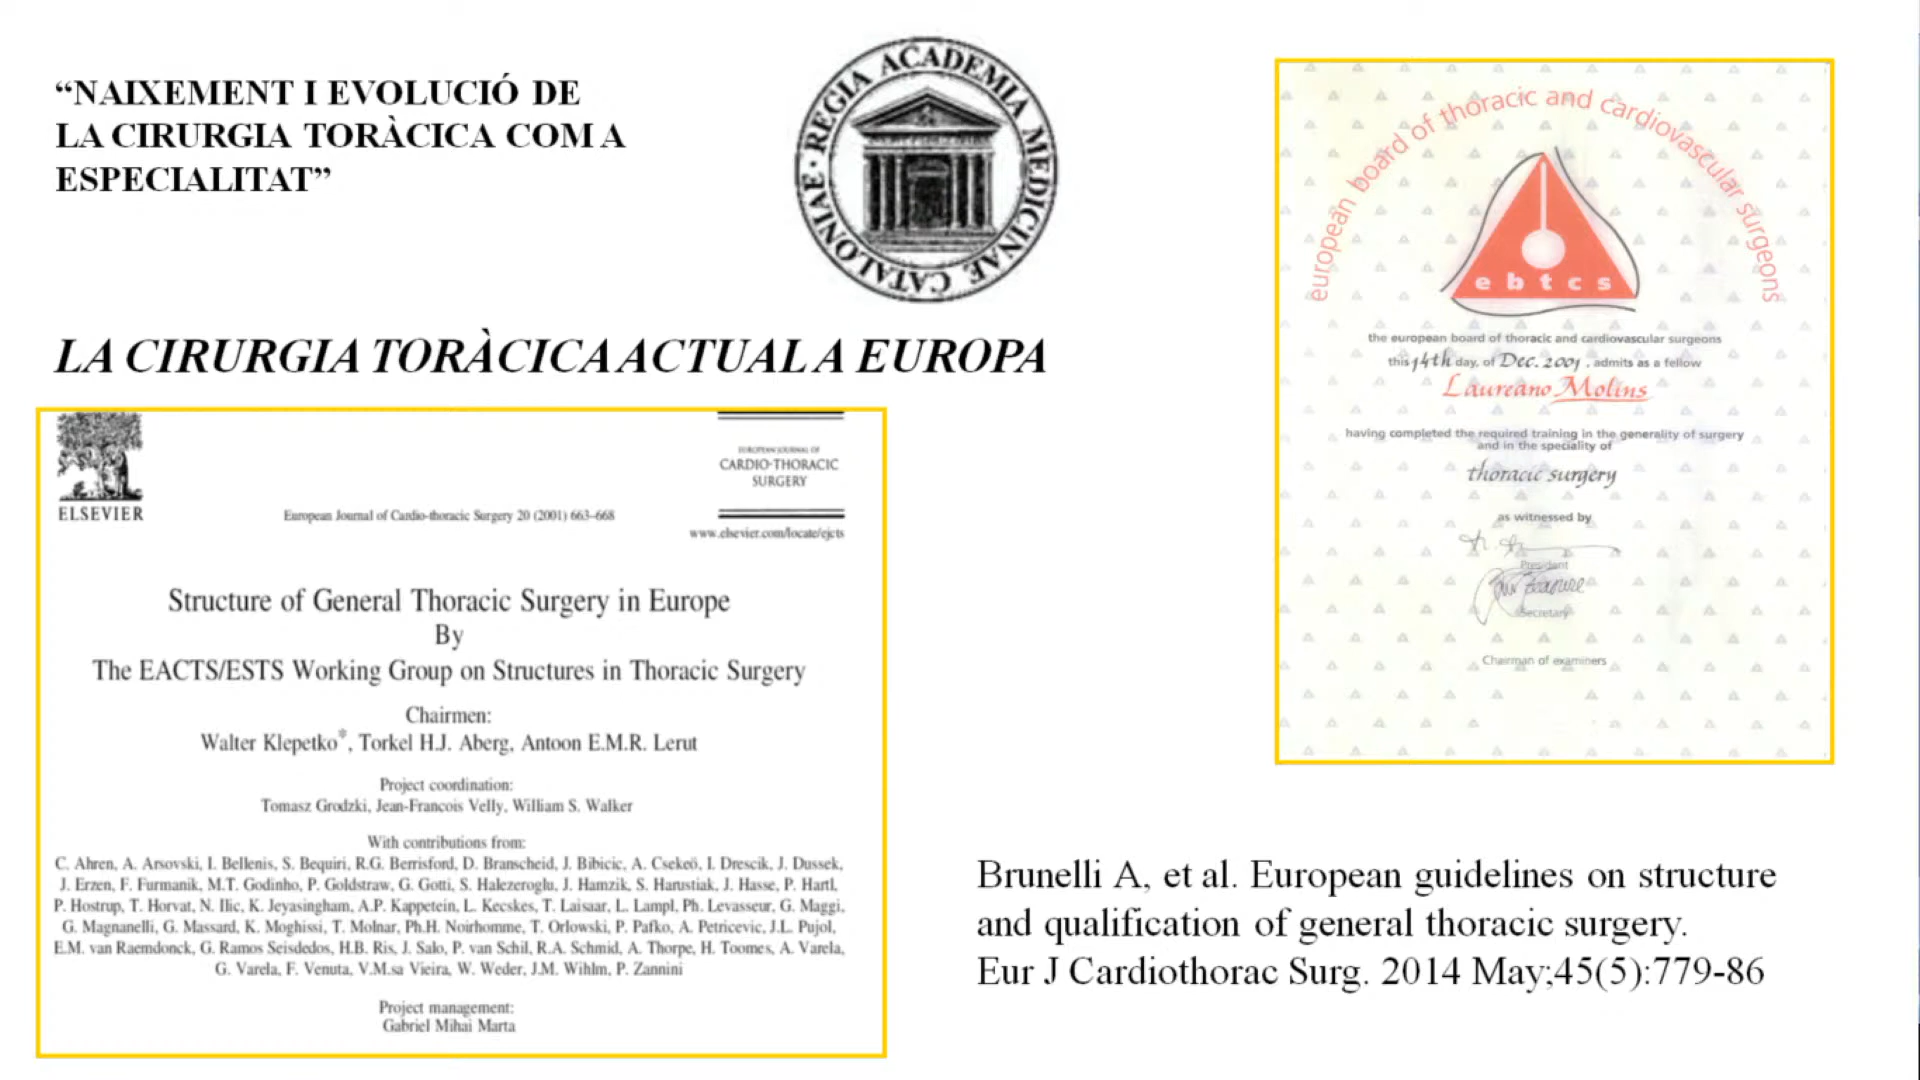 “NAIXEMENT I EVOLUCIÓ DE
LA CIRURGIA TORÀCICA COM A
ESPECIALITAT”
REGIA ACADEMIA MEDICINAE CATALONIAE
LA CIRURGIA TORÀCICA ACTUAL A EUROPA
ELSEVIER
EUROPEAN JOURNAL OF
CARDIO-THORACIC
SURGERY
European Journal of Cardio-thoracic Surgery 20 (2001) 663–668
www.elsevier.com/locate/ejcts
Structure of General Thoracic Surgery in Europe
By
The EACTS/ESTS Working Group on Structures in Thoracic Surgery
Chairmen:
Walter Klepetko*, Torkel H.J. Aberg, Antoon E.M.R. Lerut
Project coordination:
Tomasz Grodzki, Jean-Francois Velly, William S. Walker
With contributions from:
C. Ahren, A. Arsovski, I. Bellenis, S. Bequiri, R.G. Berrisford, D. Branscheid, J. Bibicic, A. Csekeö, I. Drescik, J. Dussek,
J. Erzen, F. Furmanik, M.T. Godinho, P. Goldstraw, G. Gotti, S. Halezeroglu, J. Hamzik, S. Harustiak, J. Hasse, P. Hartl,
P. Hostrup, T. Horvat, N. Ilic, K. Jeyasingham, A.P. Kappetein, L. Kecskes, T. Laisaar, L. Lampl, Ph. Levasseur, G. Maggi,
G. Magnanelli, G. Massard, K. Moghissi, T. Molnar, Ph.H. Noirhomme, T. Orlowski, P. Pafko, A. Petricevic, J.L. Pujol,
E.M. van Raemdonck, G. Ramos Seisdedos, H.B. Ris, J. Salo, P. van Schil, R.A. Schmid, A. Thorpe, H. Toomes, A. Varela,
G. Varela, F. Venuta, V.M.sa Vieira, W. Weder, J.M. Wihlm, P. Zannini
Project management:
Gabriel Mihai Marta
european board of thoracic and cardiovascular surgeons
ebtcs
the european board of thoracic and cardiovascular surgeons
this 14th day, of Dec. 2001 , admits as a fellow
Laureano Molins
having completed the required training in the generality of surgery
and in the speciality of
thoracic surgery
as witnessed by
President
Secretary
Chairman of examiners
Brunelli A, et al. European guidelines on structure
and qualification of general thoracic surgery.
Eur J Cardiothorac Surg. 2014 May;45(5):779-86